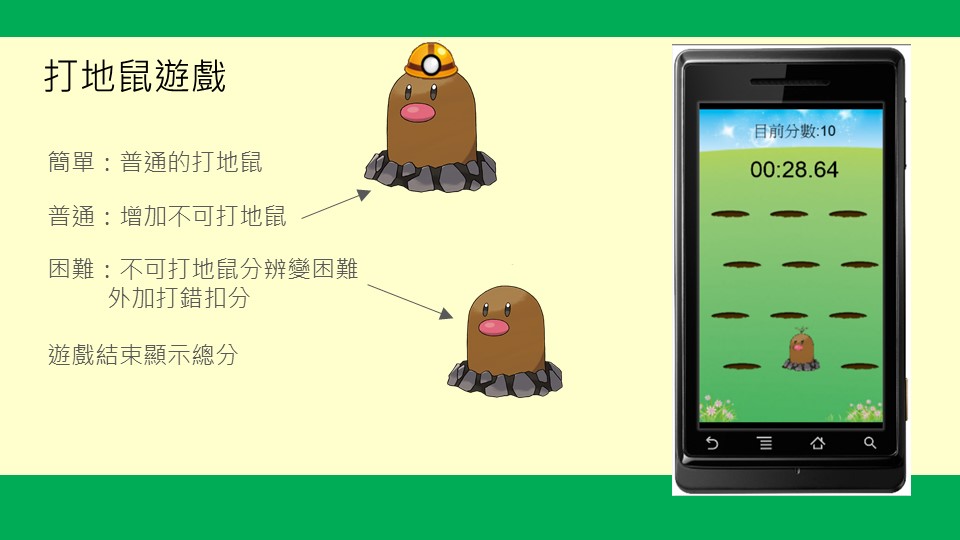 打地鼠遊戲
簡單：普通的打地鼠
普通：增加不可打地鼠
困難：不可打地鼠分辨變困難
外加打錯扣分
遊戲結束顯示總分
目前分數:10
00:28.64